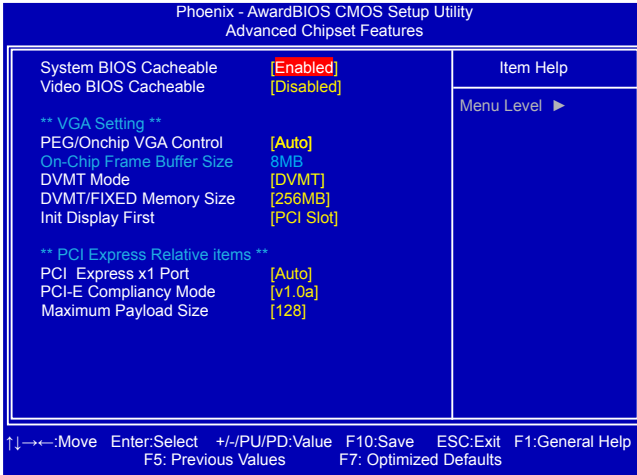 Phoenix - AwardBIOS CMOS Setup Utility
Advanced Chipset Features
System BIOS Cacheable [Enabled]
Video BIOS Cacheable [Disabled]
** VGA Setting **
PEG/Onchip VGA Control [Auto]
On-Chip Frame Buffer Size 8MB
DVMT Mode [DVMT]
DVMT/FIXED Memory Size [256MB]
Init Display First [PCI Slot]
** PCI Express Relative items **
PCI Express x1 Port [Auto]
PCI-E Compliancy Mode [v1.0a]
Maximum Payload Size [128]
Item Help
Menu Level ►
↑↓→←:Move Enter:Select +/-/PU/PD:Value F10:Save ESC:Exit F1:General Help
F5: Previous Values F7: Optimized Defaults